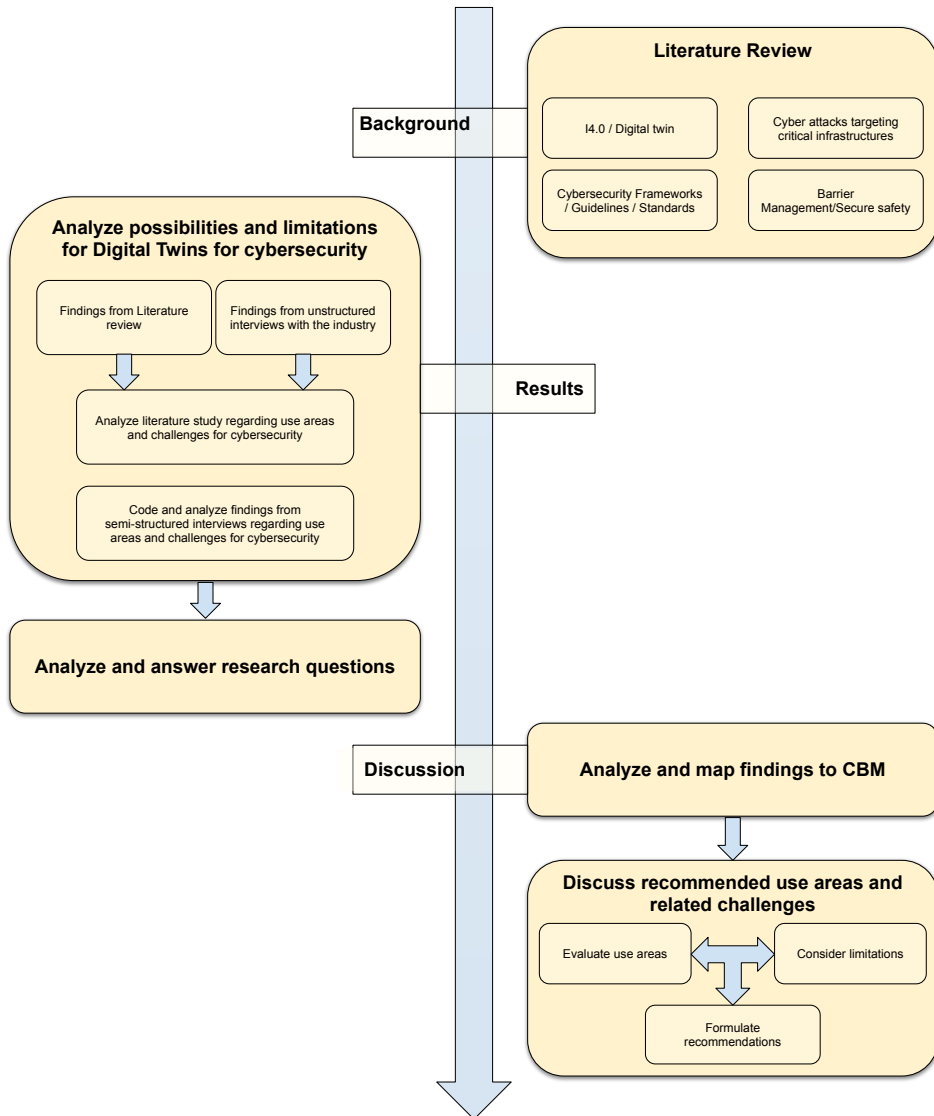 Literature Review
Background
I4.0 / Digital twin
Cyber attacks targeting
critical infrastructures
Cybersecurity Frameworks
/ Guidelines / Standards
Barrier
Management/Secure safety
Analyze possibilities and limitations
for Digital Twins for cybersecurity
Findings from Literature
review
Findings from unstructured
interviews with the industry
Results
Analyze literature study regarding use areas
and challenges for cybersecurity
Code and analyze findings from
semi-structured interviews regarding use
areas and challenges for cybersecurity
Analyze and answer research questions
Discussion
Analyze and map findings to CBM
Discuss recommended use areas and
related challenges
Evaluate use areas
Consider limitations
Formulate
recommendations